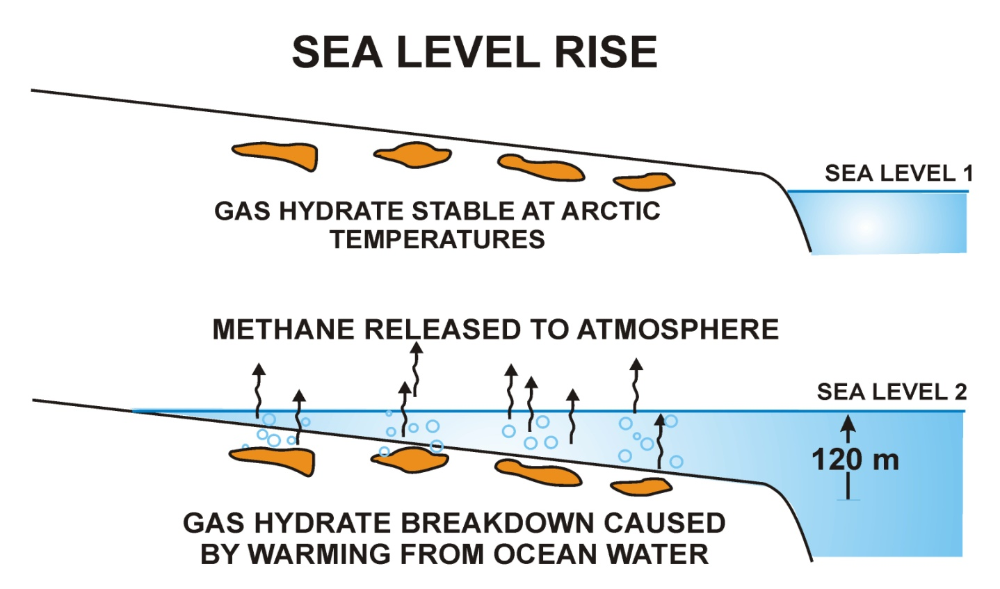 SEA LEVEL RISE
SEA LEVEL 1
GAS HYDRATE STABLE AT ARCTIC
TEMPERATURES
METHANE RELEASED TO ATMOSPHERE
SEA LEVEL 2
120 m
GAS HYDRATE BREAKDOWN CAUSED
BY WARMING FROM OCEAN WATER